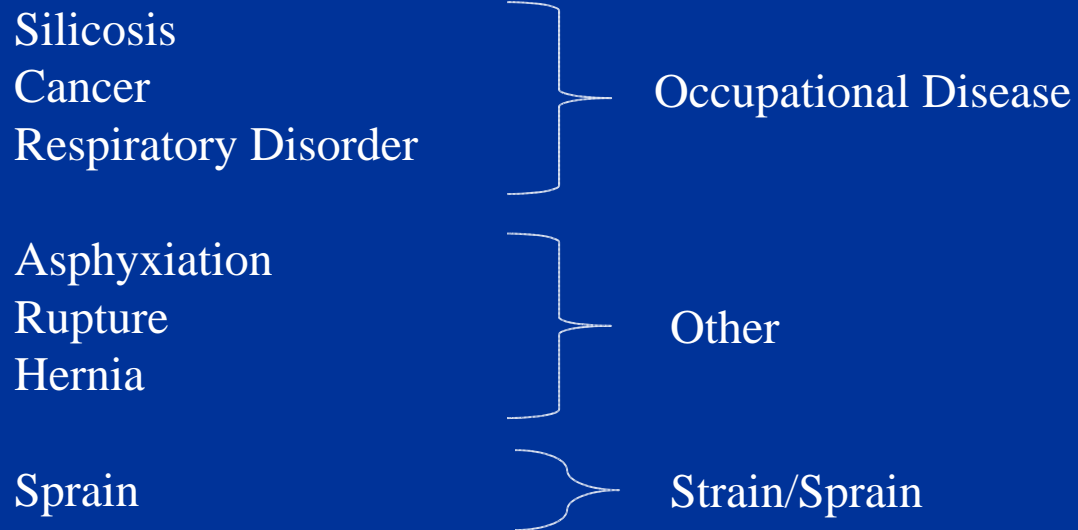 Silicosis
Cancer
Occupational Disease
Respiratory Disorder
Asphyxiation
Rupture
Other
Hernia
Sprain
Strain/Sprain